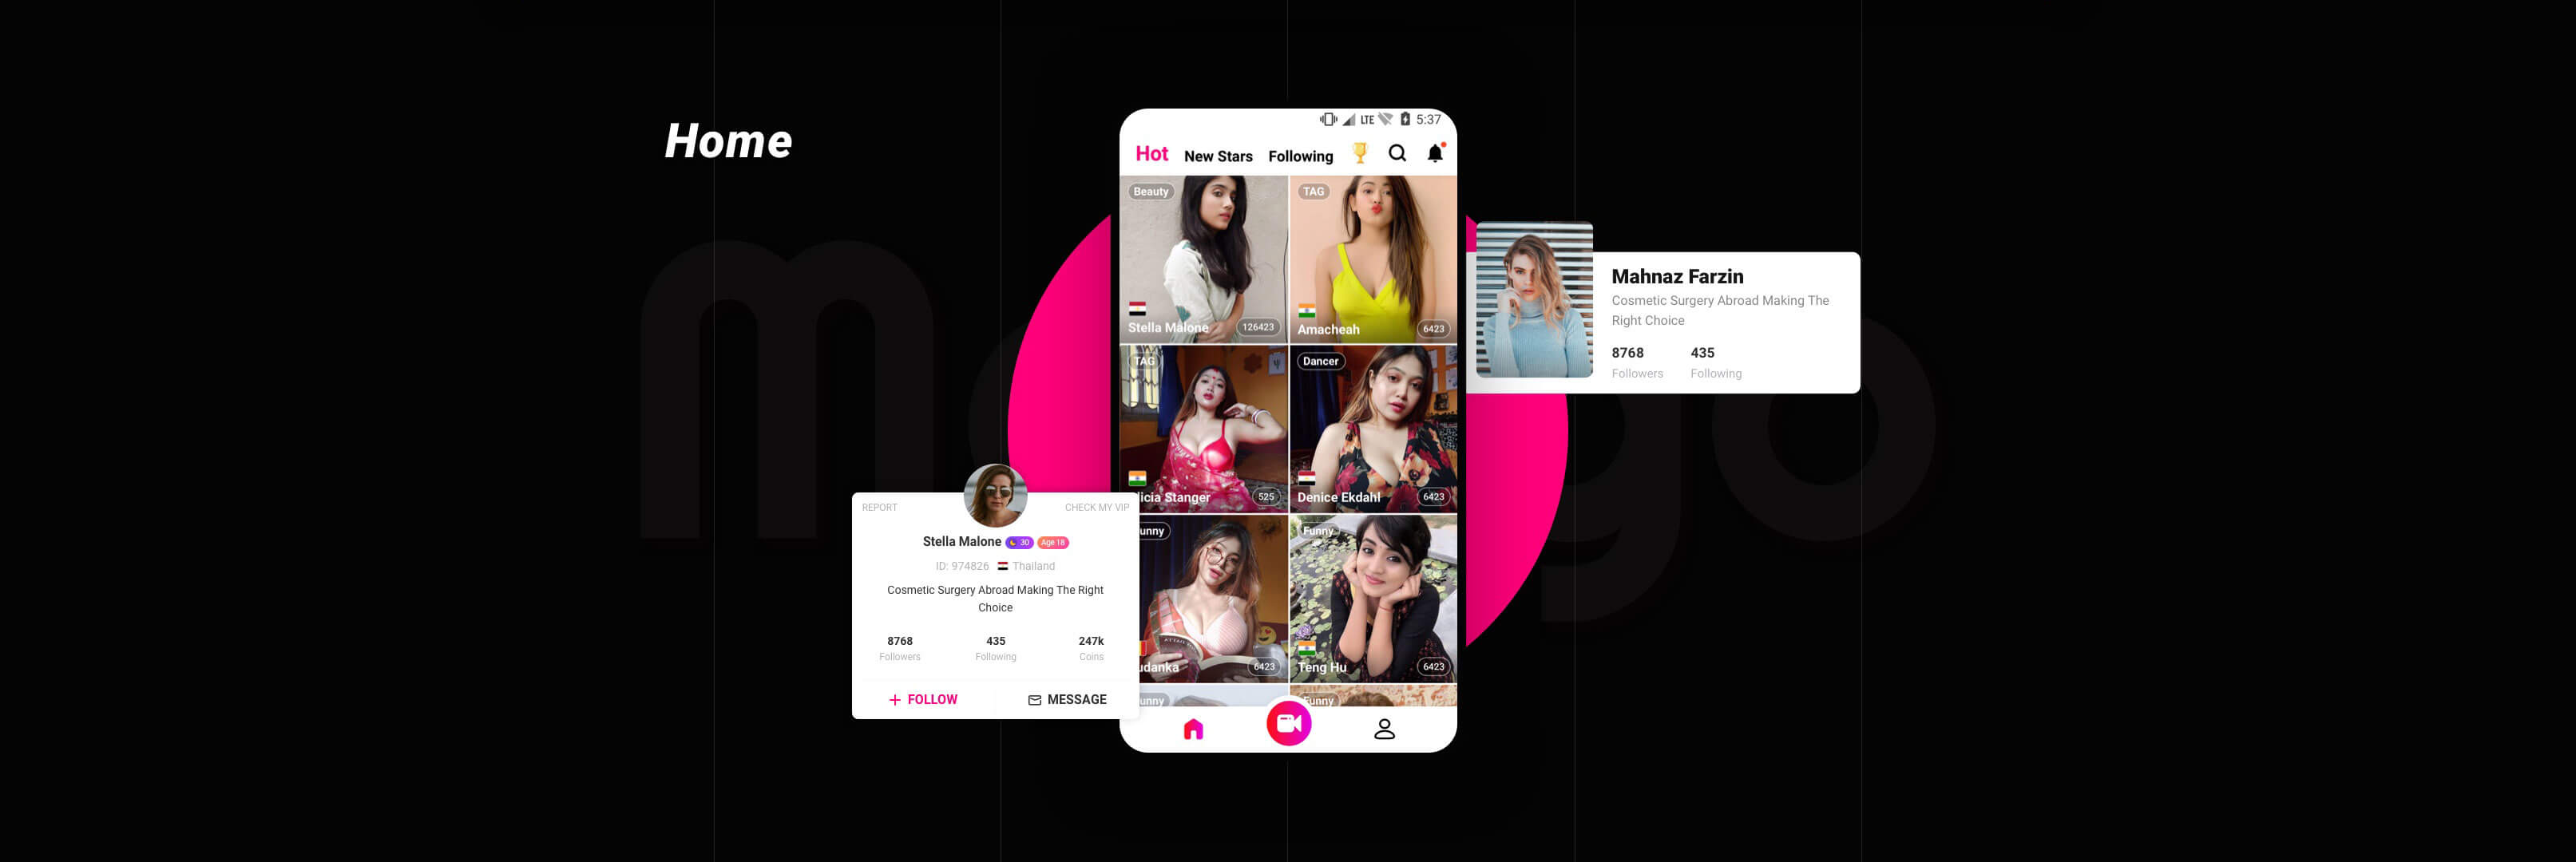 Home
LTE 5:37
Hot New Stars Following
Beauty
TAG
Stella Malone 126423
Amacheah 6423
TAG
Dancer
licia Stanger 525
Denice Ekdahl 6423
unny
Funny
udanka 6423
Teng Hu 6423
unny
Funny
Mahnaz Farzin
Cosmetic Surgery Abroad Making The
Right Choice
8768 435
Followers Following
REPORT CHECK MY VIP
Stella Malone 30 Age 18
ID: 974826 Thailand
Cosmetic Surgery Abroad Making The Right
Choice
8768 435 247k
Followers Following Coins
FOLLOW MESSAGE